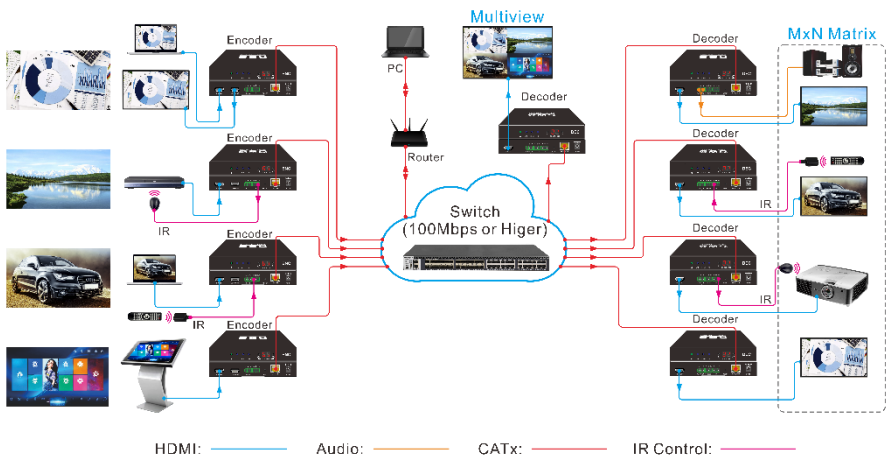 Multiview
MxN Matrix
Encoder
PC
Decoder
Decoder
Encoder
Router
Decoder
IR
IR
Switch
(100Mbps or Higer)
Encoder
Decoder
IR
IR
Encoder
Decoder
HDMI:
Audio:
CATx:
IR Control: